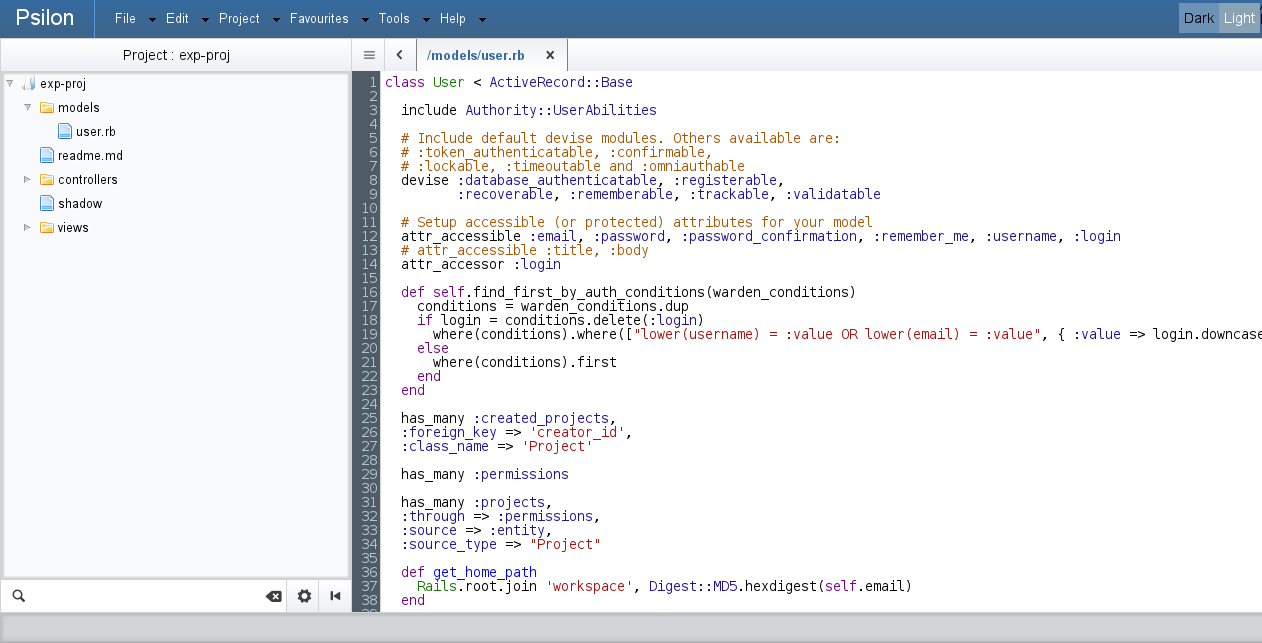 Psilon
File Edit Project Favourites Tools Help
Dark Light
Project : exp-proj
/models/user.rb
exp-proj
models
user.rb
readme.md
controllers
shadow
views
1 class User < ActiveRecord::Base
2
3   include Authority::UserAbilities
4
5   # Include default devise modules. Others available are:
6   # :token_authenticatable, :confirmable,
7   # :lockable, :timeoutable and :omniauthable
8   devise :database_authenticatable, :registerable,
9          :recoverable, :rememberable, :trackable, :validatable
10
11   # Setup accessible (or protected) attributes for your model
12   attr_accessible :email, :password, :password_confirmation, :remember_me, :username, :login
13   # attr_accessible :title, :body
14   attr_accessor :login
15
16   def self.find_first_by_auth_conditions(warden_conditions)
17     conditions = warden_conditions.dup
18     if login = conditions.delete(:login)
19       where(conditions).where(["lower(username) = :value OR lower(email) = :value", { :value => login.downcase
20     else
21       where(conditions).first
22     end
23   end
24
25   has_many :created_projects,
26   :foreign_key => 'creator_id',
27   :class_name => 'Project'
28
29   has_many :permissions
30
31   has_many :projects,
32   :through => :permissions,
33   :source => :entity,
34   :source_type => "Project"
35
36   def get_home_path
37     Rails.root.join 'workspace', Digest::MD5.hexdigest(self.email)
38   end